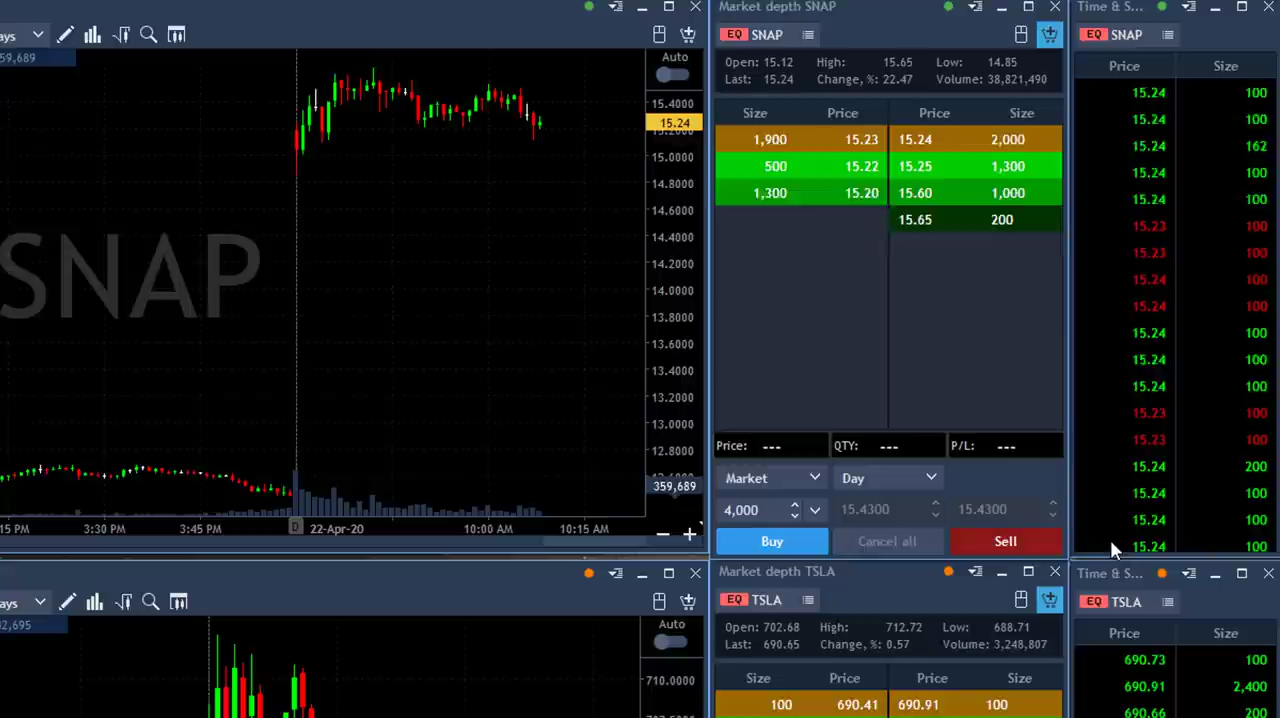 ays
59,689
Auto
15.4000
15.24
15.0000
14.8000
14.6000
14.4000
14.2000
14.0000
13.8000
13.6000
13.4000
13.2000
13.0000
12.8000
359,689
SNAP
:15 PM 3:30 PM 3:45 PM D 22-Apr-20 10:00 AM 10:15 AM
Market depth SNAP
EQ SNAP
Open: 15.12 High: 15.65 Low: 14.85
Last: 15.24 Change, %: 22.47 Volume: 38,821,490
Size Price Price Size
1,900 15.23 15.24 2,000
500 15.22 15.25 1,300
1,300 15.20 15.60 1,000
15.65 200
Price: --- QTY: --- P/L: ---
Market Day
4,000 15.4300 15.4300
Buy Cancel all Sell
Time & S...
EQ SNAP
Price Size
15.24 100
15.24 100
15.24 162
15.24 100
15.24 100
15.23 100
15.23 100
15.24 100
15.24 100
15.24 100
15.24 100
15.24 100
15.23 100
15.23 100
15.24 200
15.24 100
15.24 100
15.24 100
ays
2,695
Auto
710.0000
Market depth TSLA
EQ TSLA
Open: 702.68 High: 712.72 Low: 688.71
Last: 690.65 Change, %: 0.57 Volume: 3,248,807
Size Price Price Size
100 690.41 690.91 100
Time & S...
EQ TSLA
Price Size
690.73 100
690.91 2,400
690.66 200